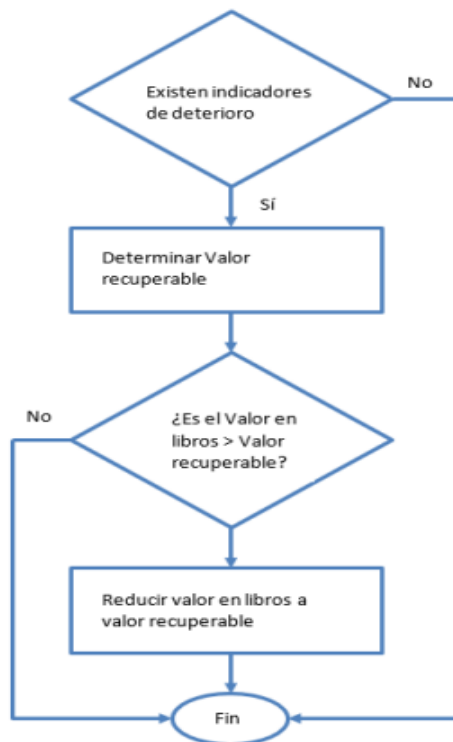 Existen indicadores
de deterioro
No
Sí
Determinar Valor
recuperable
No
¿Es el Valor en
libros > Valor
recuperable?
Reducir valor en libros a
valor recuperable
Fin